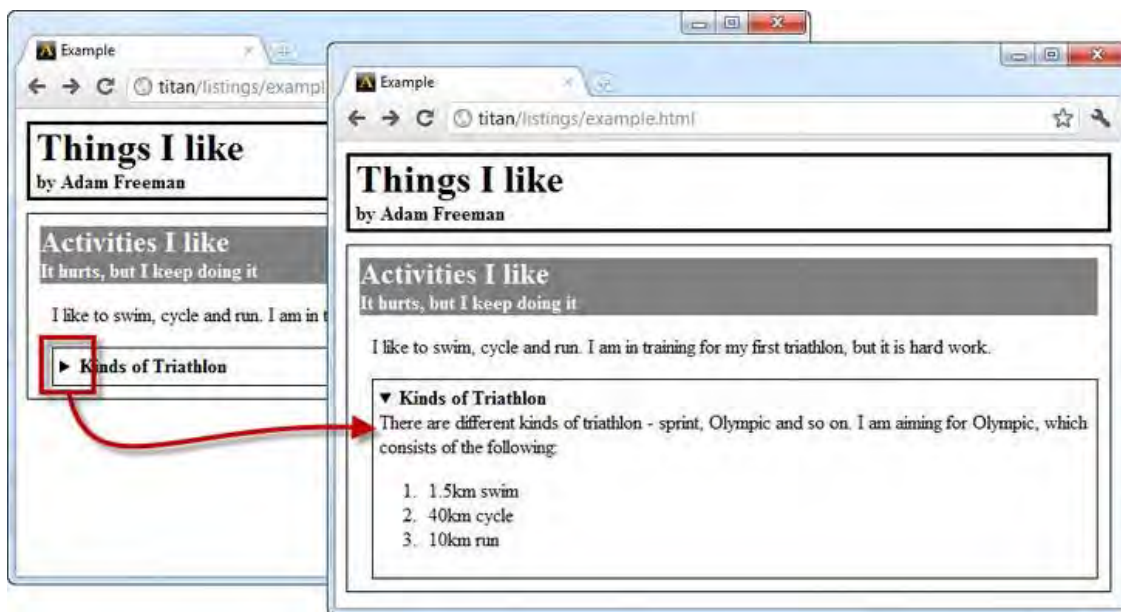 Example
titan/listings/exampl
Things I like
by Adam Freeman
Activities I like
It hurts, but I keep doing it
I like to swim, cycle and run. I am in t
Kinds of Triathlon
Example
titan/listings/example.html
Things I like
by Adam Freeman
Activities I like
It hurts, but I keep doing it
I like to swim, cycle and run. I am in training for my first triathlon, but it is hard work.
Kinds of Triathlon
There are different kinds of triathlon - sprint, Olympic and so on. I am aiming for Olympic, which
consists of the following:
1. 1.5km swim
2. 40km cycle
3. 10km run